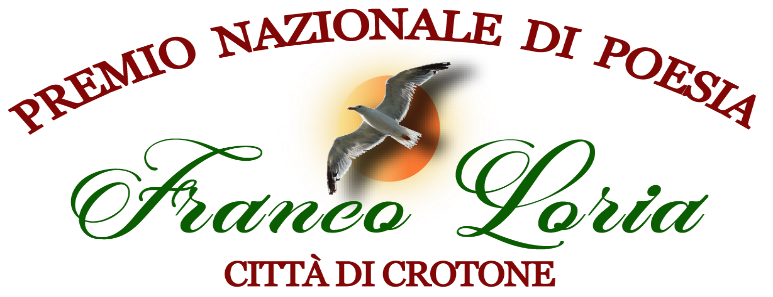 PREMIO NAZIONALE DI POESIA
Franco Loria
CITTÀ DI CROTONE